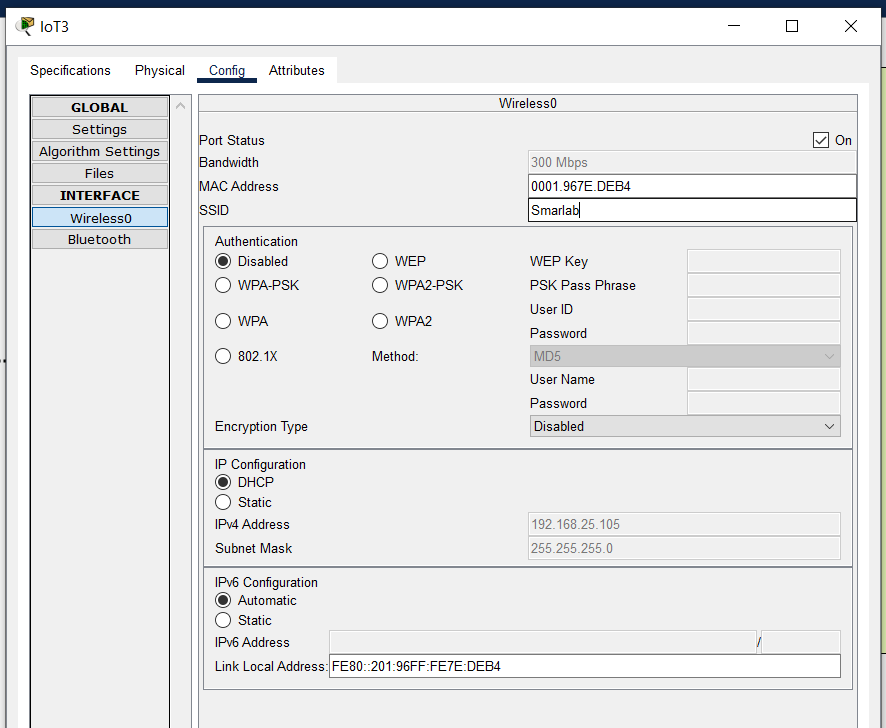 IoT3
Specifications Physical Config Attributes
GLOBAL
Settings
Algorithm Settings
Files
INTERFACE
Wireless0
Bluetooth
Wireless0
Port Status On
Bandwidth 300 Mbps
MAC Address 0001.967E.DEB4
SSID Smarlab
Authentication
Disabled WEP WEP Key
WPA-PSK WPA2-PSK PSK Pass Phrase
User ID
WPA WPA2
Password
802.1X Method: MD5
User Name
Password
Encryption Type Disabled
IP Configuration
DHCP
Static
IPv4 Address 192.168.25.105
Subnet Mask 255.255.255.0
IPv6 Configuration
Automatic
Static
IPv6 Address /
Link Local Address: FE80::201:96FF:FE7E:DEB4